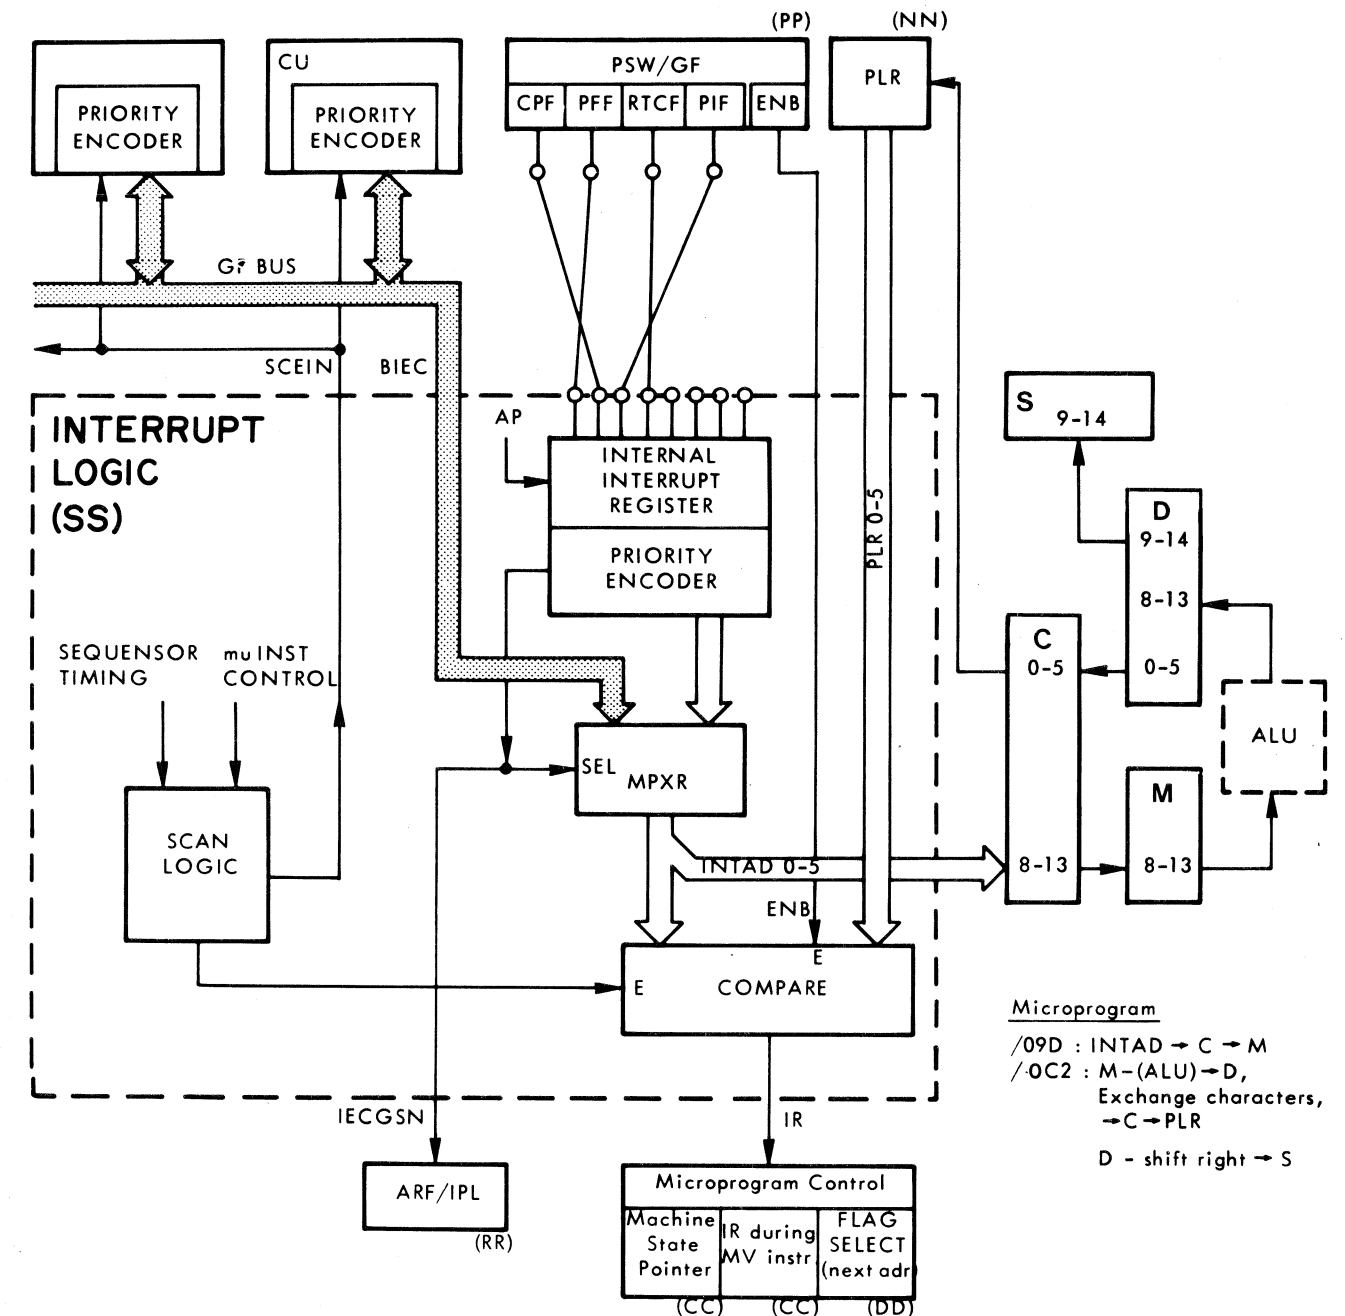 (PP)
(NN)
CU
PRIORITY
ENCODER
PRIORITY
ENCODER
PSW/GF
CPF PFF RTCF PIF ENB
PLR
BUS
SCEIN
BIEC
INTERRUPT
LOGIC
(SS)
AP
INTERNAL
INTERRUPT
REGISTER
PRIORITY
ENCODER
PLR 0-5
S
9-14
D
9-14
8-13
0-5
C
0-5
8-13
ALU
M
8-13
SEQUENSOR
TIMING
mu INST
CONTROL
SCAN
LOGIC
SEL
MPXR
INTAD 0-5
ENB
E
E
COMPARE
Microprogram
/09D : INTAD → C → M
/0C2 : M-(ALU)→D,
Exchange characters,
→C→PLR
D - shift right → S
IECGSN
IR
ARF/IPL
(RR)
Microprogram Control
Machine
State
Pointer
IR during
MV instr.
FLAG
SELECT
(next adr)
(CC)
(CC)
(DD)